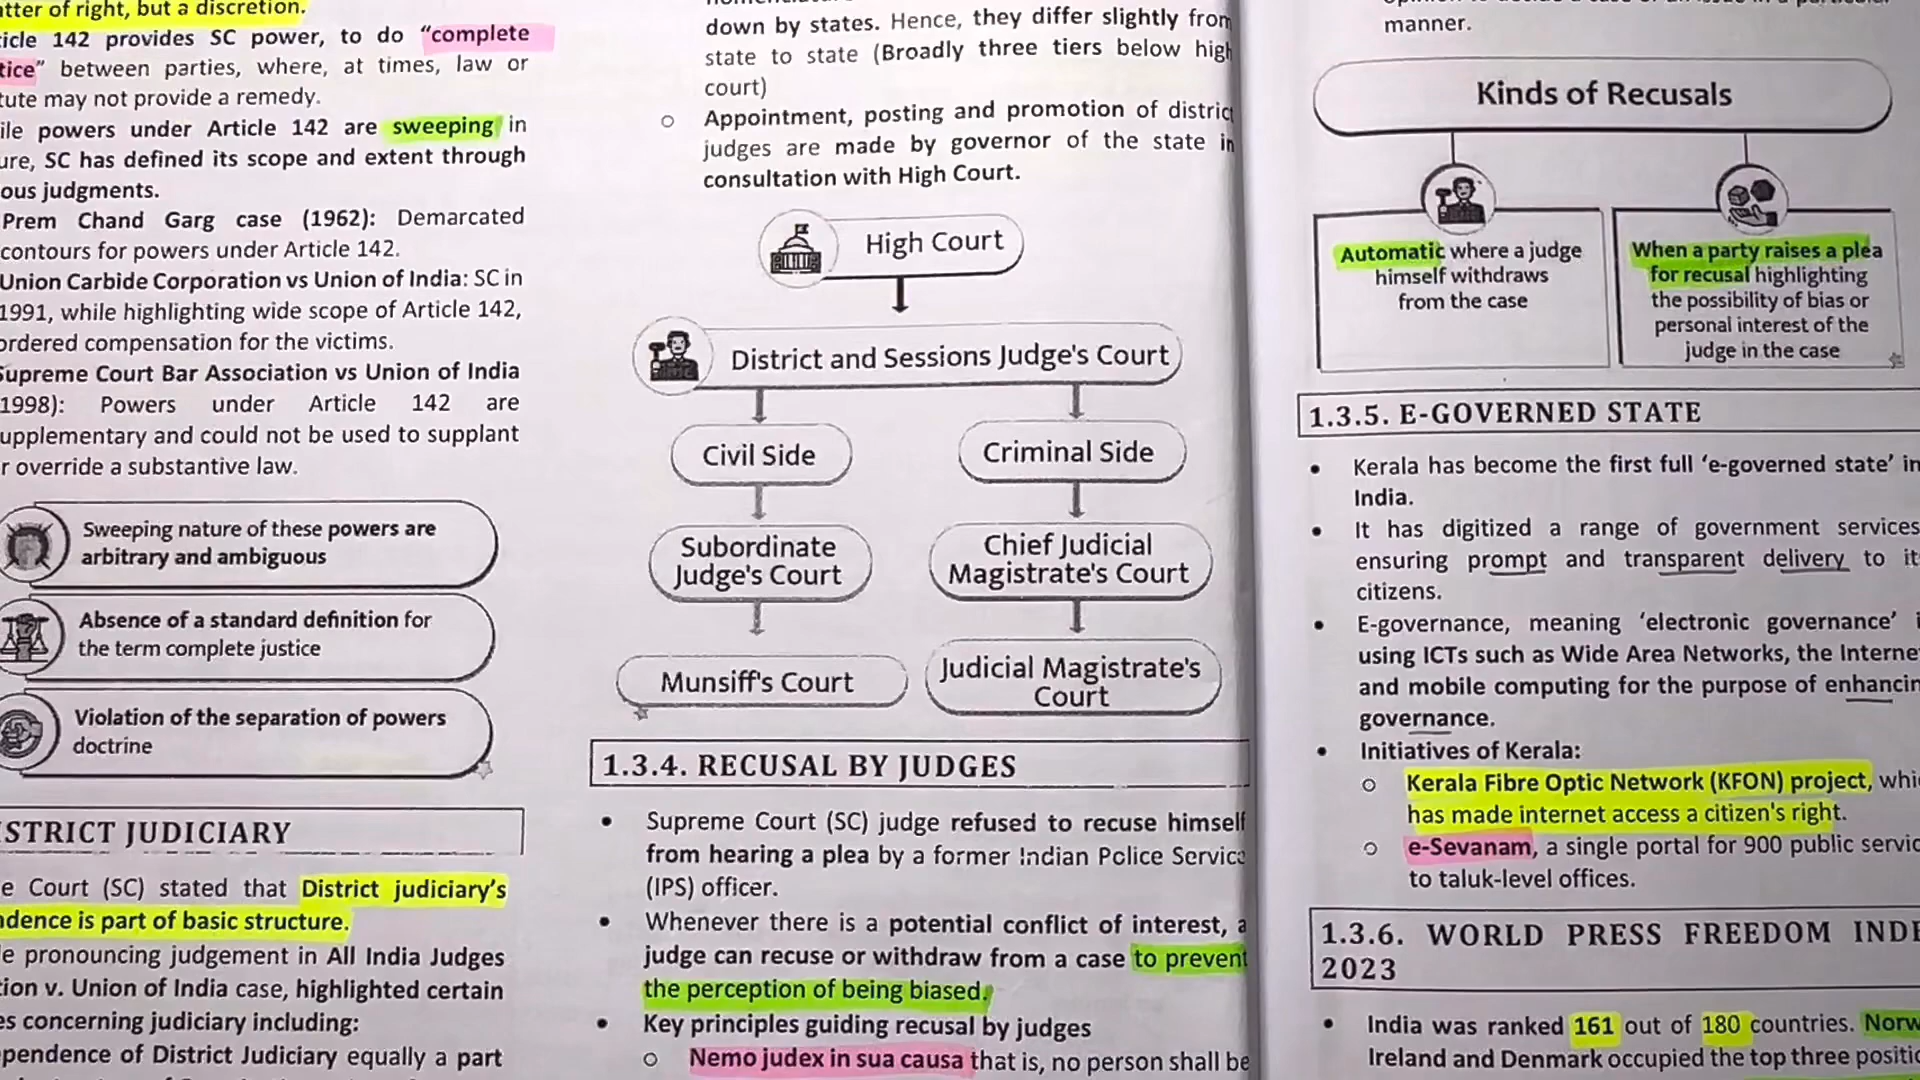 atter of right, but a discretion.
icle 142 provides SC power, to do “complete
tice” between parties, where, at times, law or
tute may not provide a remedy.
ile powers under Article 142 are sweeping in
ure, SC has defined its scope and extent through
ous judgments.
Prem Chand Garg case (1962): Demarcated
contours for powers under Article 142.
Union Carbide Corporation vs Union of India: SC in
1991, while highlighting wide scope of Article 142,
ordered compensation for the victims.
Supreme Court Bar Association vs Union of India
1998): Powers under Article 142 are
upplementary and could not be used to supplant
r override a substantive law.
Sweeping nature of these powers are
arbitrary and ambiguous
Absence of a standard definition for
the term complete justice
Violation of the separation of powers
doctrine
ISTRICT JUDICIARY
e Court (SC) stated that District judiciary’s
ndence is part of basic structure.
e pronouncing judgement in All India Judges
tion v. Union of India case, highlighted certain
es concerning judiciary including:
pendence of District Judiciary equally a part
down by states. Hence, they differ slightly from
state to state (Broadly three tiers below high
court)
Appointment, posting and promotion of district
judges are made by governor of the state in
consultation with High Court.
High Court
District and Sessions Judge's Court
Civil Side
Criminal Side
Subordinate
Judge's Court
Chief Judicial
Magistrate's Court
Munsiff's Court
Judicial Magistrate's
Court
1.3.4. RECUSAL BY JUDGES
Supreme Court (SC) judge refused to recuse himself
from hearing a plea by a former Indian Police Service
(IPS) officer.
Whenever there is a potential conflict of interest, a
judge can recuse or withdraw from a case to prevent
the perception of being biased.
Key principles guiding recusal by judges
Nemo judex in sua causa that is, no person shall be
manner.
Kinds of Recusals
Automatic where a judge
himself withdraws
from the case
When a party raises a plea
for recusal highlighting
the possibility of bias or
personal interest of the
judge in the case
1.3.5. E-GOVERNED STATE
Kerala has become the first full ‘e-governed state’ in
India.
It has digitized a range of government services
ensuring prompt and transparent delivery to it
citizens.
E-governance, meaning ‘electronic governance’ i
using ICTs such as Wide Area Networks, the Interne
and mobile computing for the purpose of enhancin
governance.
Initiatives of Kerala:
Kerala Fibre Optic Network (KFON) project, whi
has made internet access a citizen's right.
e-Sevanam, a single portal for 900 public servic
to taluk-level offices.
1.3.6. WORLD PRESS FREEDOM INDE
2023
India was ranked 161 out of 180 countries. Norw
Ireland and Denmark occupied the top three positio